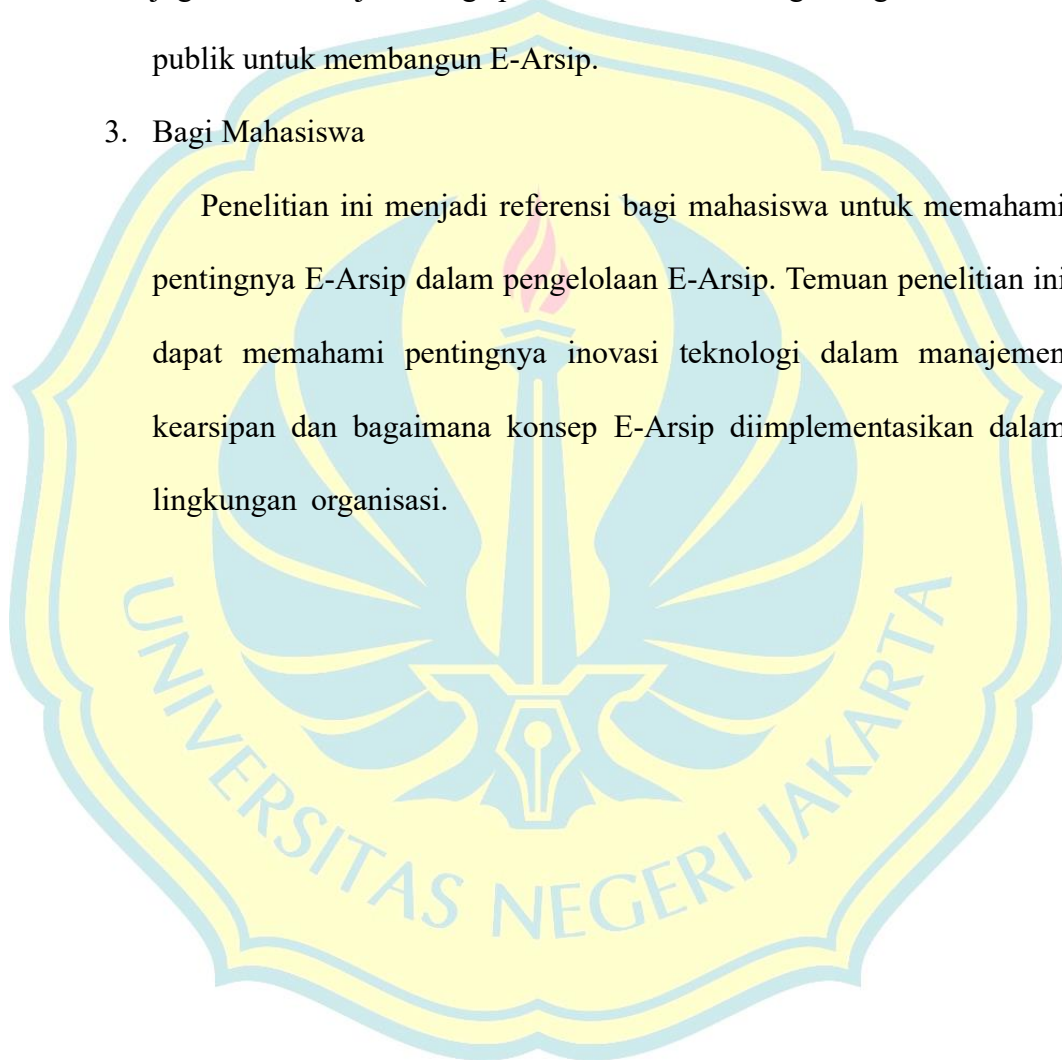 publik untuk membangun E-Arsip.
3. Bagi Mahasiswa
Penelitian ini menjadi referensi bagi mahasiswa untuk memahami
pentingnya E-Arsip dalam pengelolaan E-Arsip. Temuan penelitian ini
dapat memahami pentingnya inovasi teknologi dalam manajemen
kearsipan dan bagaimana konsep E-Arsip diimplementasikan dalam
lingkungan organisasi.
UNIVERSITAS NEGERI JAKARTA